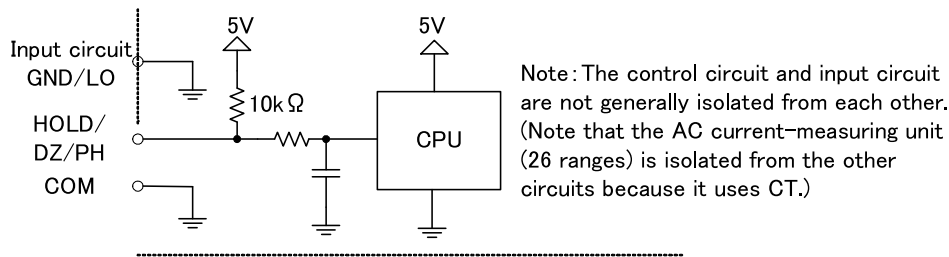 5V
5V
Input circuit
GND/LO
10kΩ
HOLD/
DZ/PH
COM
CPU
Note: The control circuit and input circuit
are not generally isolated from each other.
(Note that the AC current-measuring unit
(26 ranges) is isolated from the other
circuits because it uses CT.)